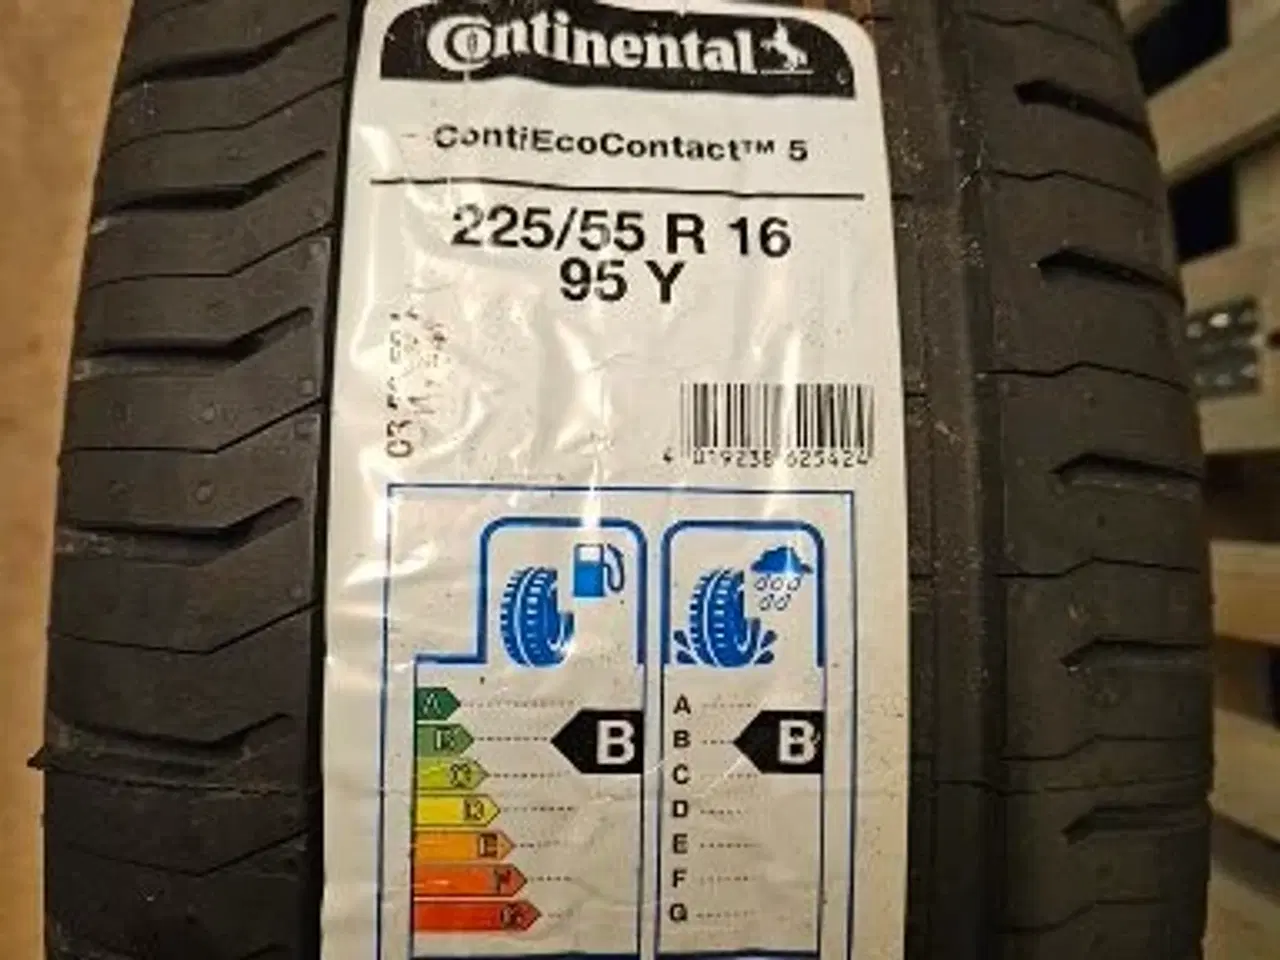 Continental
ContiEcoContact™ 5
225/55 R 16
95 Y
4 019238 625424
A
B
C
D
E
F
G
B
A
B
C
D
E
F
G
B